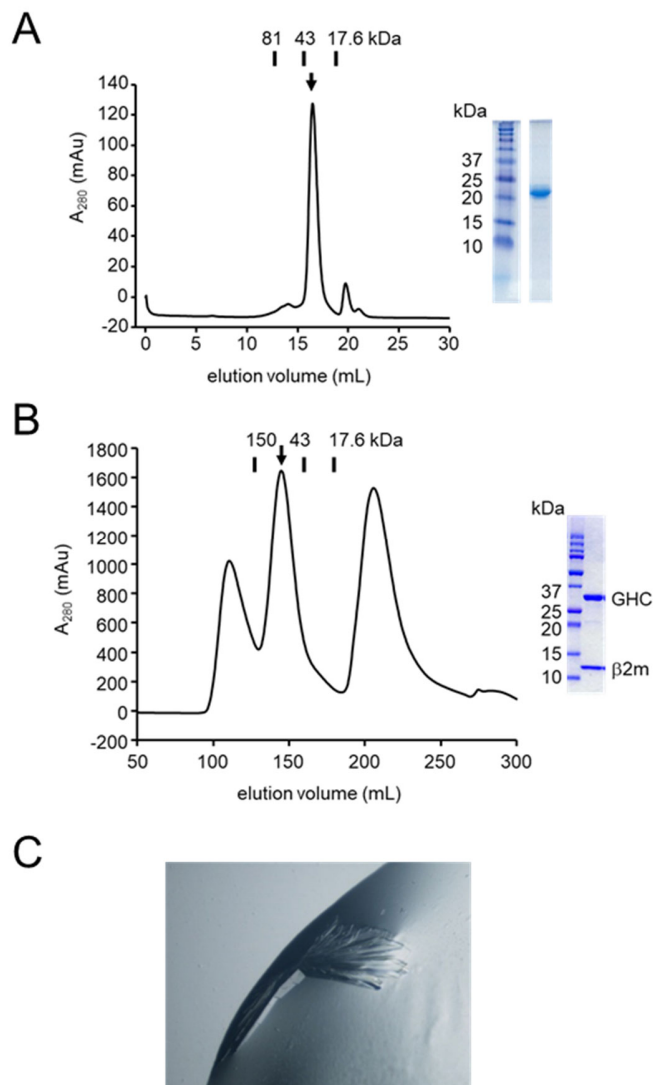 A
81 43 17.6 kDa
140
120
100
80
60
40
20
0
-20
A280 (mAu)
0 5 10 15 20 25 30
elution volume (mL)
kDa
37
25
20
15
10
B
150 43 17.6 kDa
1800
1600
1400
1200
1000
800
600
400
200
0
-200
A280 (mAu)
50 100 150 200 250 300
elution volume (mL)
kDa
37
25
20
15
10
GHC
β2m
C